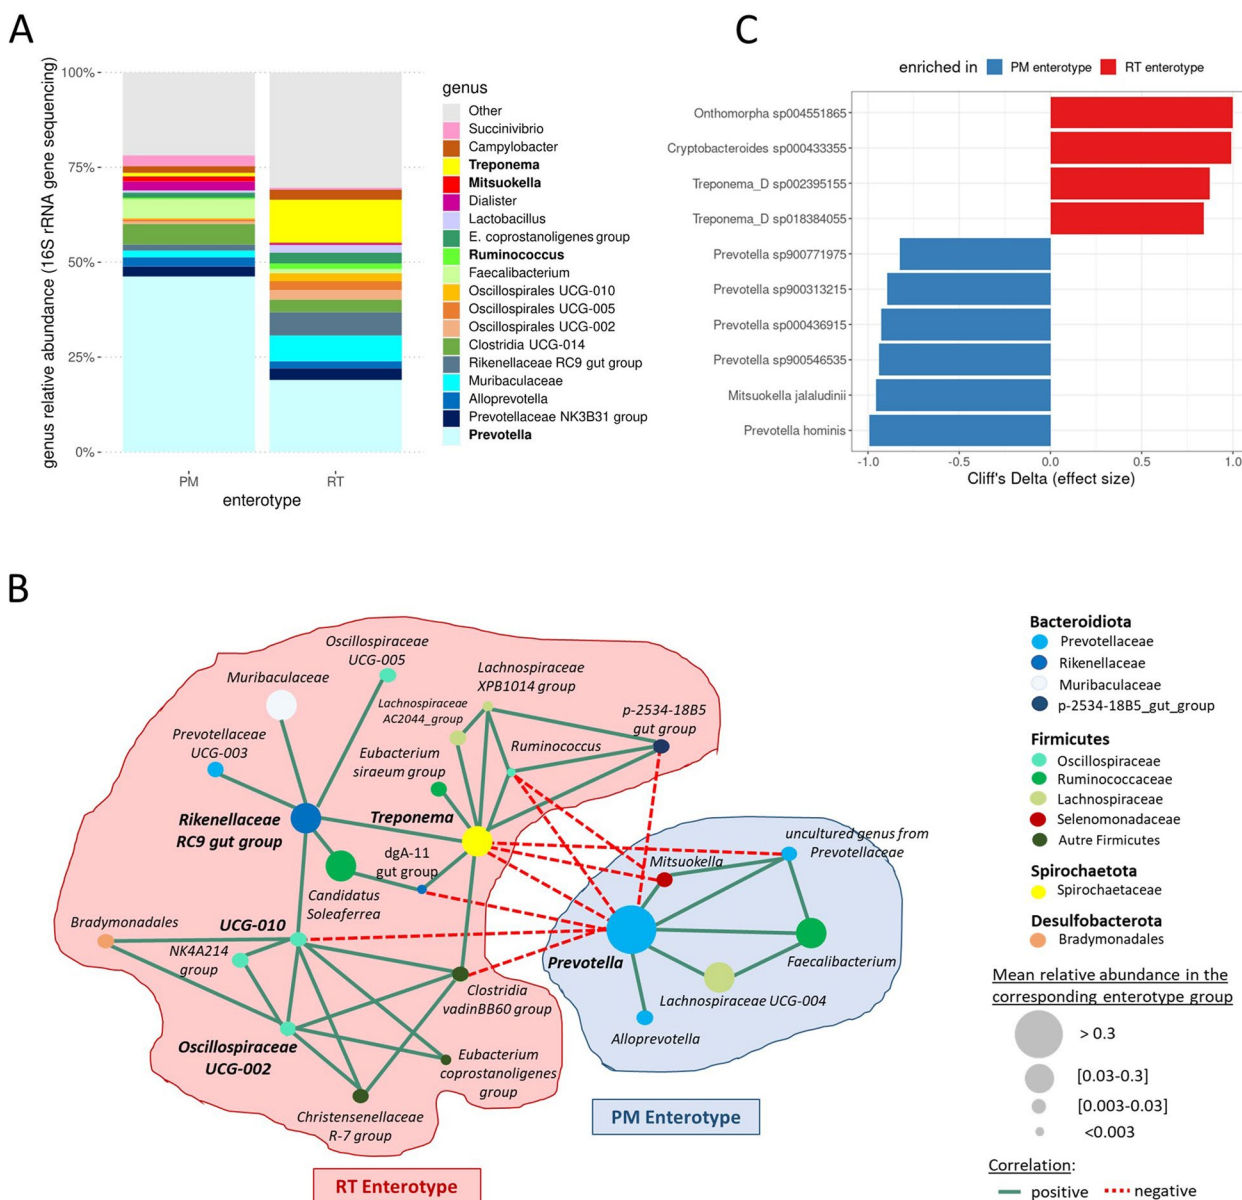 A
genus relative abundance (16S rRNA gene sequencing)
100%
75%
50%
25%
0%
PM
RT
enterotype
genus
Other
Succinivibrio
Campylobacter
Treponema
Mitsuokella
Dialister
Lactobacillus
E. coprostanoligenes group
Ruminococcus
Faecalibacterium
Oscillospirales UCG-010
Oscillospirales UCG-005
Oscillospirales UCG-002
Clostridia UCG-014
Rikenellaceae RC9 gut group
Muribaculaceae
Alloprevotella
Prevotellaceae NK3B31 group
Prevotella
C
enriched in PM enterotype RT enterotype
Onthomorpha sp004551865
Cryptobacteroides sp000433355
Treponema_D sp002395155
Treponema_D sp018384055
Prevotella sp900771975
Prevotella sp900313215
Prevotella sp000436915
Prevotella sp900546535
Mitsuokella jalaludinii
Prevotella hominis
-1.0 -0.5 0.0 0.5 1.0
Cliff's Delta (effect size)
B
Oscillospiraceae
UCG-005
Muribaculaceae
Lachnospiraceae
XPB1014 group
Lachnospiraceae
AC2044_group
p-2534-18B5
gut group
Prevotellaceae
UCG-003
Eubacterium
siraeum group
Ruminococcus
Rikenellaceae
RC9 gut group
Treponema
dgA-11
gut group
Candidatus
Soleaferrea
uncultured genus from
Prevotellaceae
Mitsuokella
Bradymonadales
UCG-010
NK4A214
group
Prevotella
Faecalibacterium
Clostridia
vadinBB60 group
Lachnospiraceae UCG-004
Alloprevotella
Oscillospiraceae
UCG-002
Eubacterium
coprostanoligenes
group
Christensenellaceae
R-7 group
PM Enterotype
RT Enterotype
Bacteroidiota
Prevotellaceae
Rikenellaceae
Muribaculaceae
p-2534-18B5_gut_group
Firmicutes
Oscillospiraceae
Ruminococcaceae
Lachnospiraceae
Selenomonadaceae
Autre Firmicutes
Spirochaetota
Spirochaetaceae
Desulfobacterota
Bradymonadales
Mean relative abundance in the
corresponding enterotype group
> 0.3
[0.03-0.3]
[0.003-0.03]
<0.003
Correlation:
positive negative